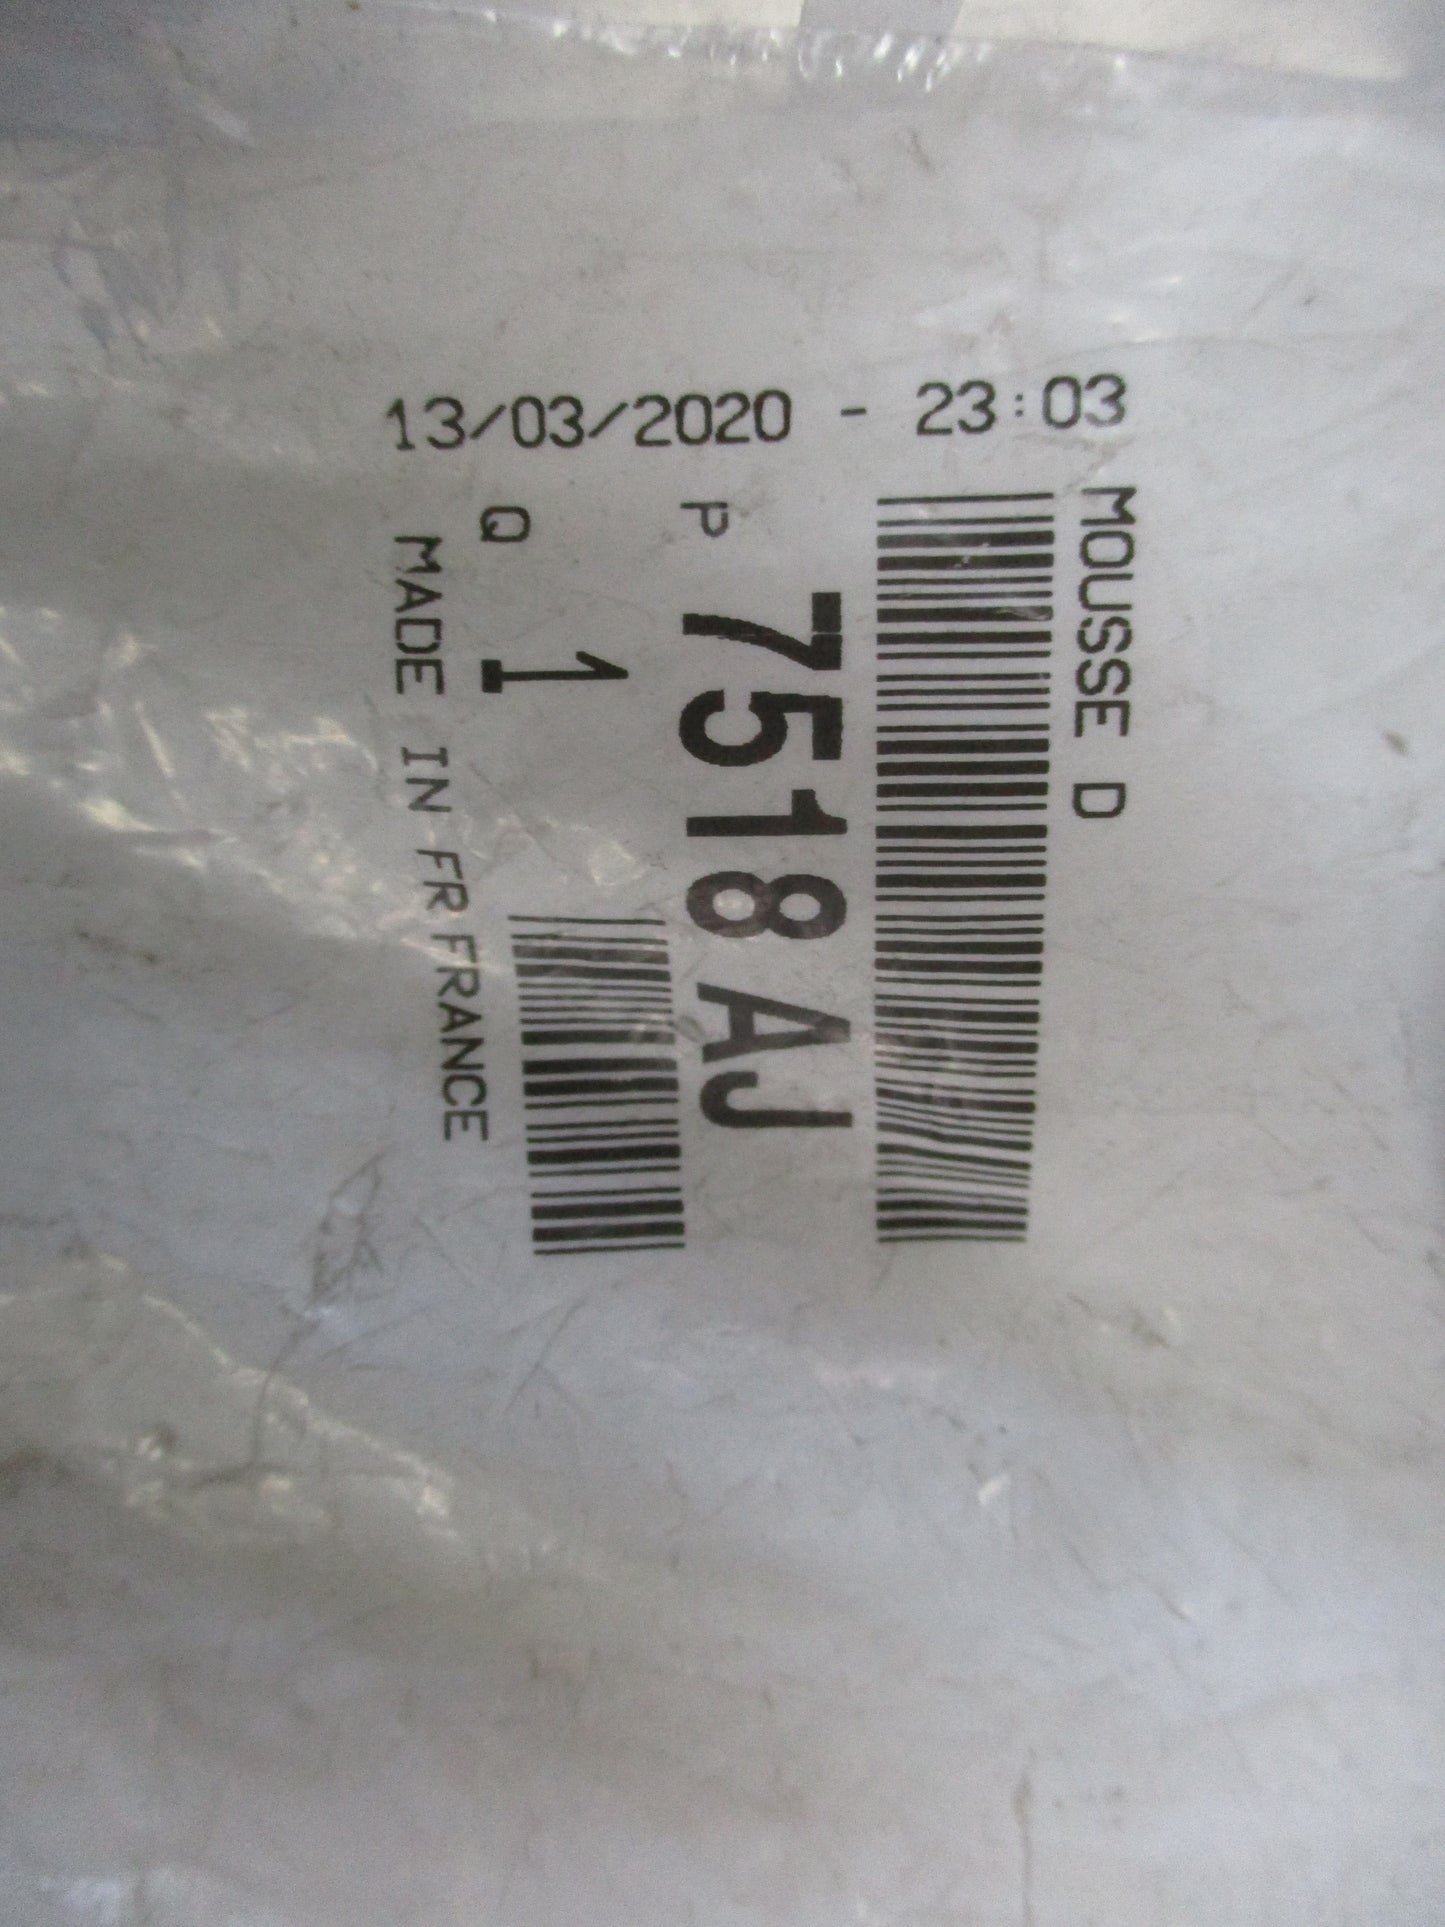 13/03/2020 - 23:03
MOUSSE D
P 7518AJ
Q 1
MADE IN FR FRANCE